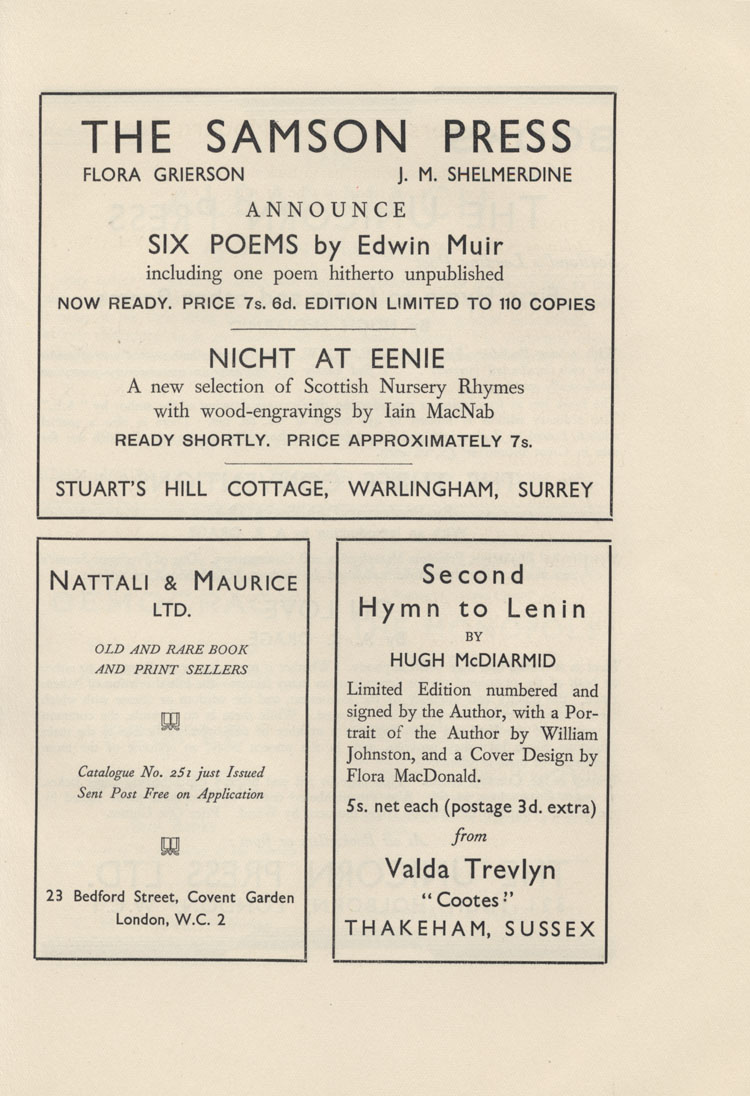 THE SAMSON PRESS
FLORA GRIERSON J. M. SHELMERDINE
ANNOUNCE
SIX POEMS by Edwin Muir
including one poem hitherto unpublished
NOW READY. PRICE 7s. 6d. EDITION LIMITED TO 110 COPIES
NICHT AT EENIE
A new selection of Scottish Nursery Rhymes
with wood-engravings by Iain MacNab
READY SHORTLY. PRICE APPROXIMATELY 7s.
STUART'S HILL COTTAGE, WARLINGHAM, SURREY
NATTALI & MAURICE
LTD.
OLD AND RARE BOOK
AND PRINT SELLERS
Catalogue No. 251 just Issued
Sent Post Free on Application
23 Bedford Street, Covent Garden
London, W.C. 2
Second
Hymn to Lenin
BY
HUGH McDIARMID
Limited Edition numbered and
signed by the Author, with a Por-
trait of the Author by William
Johnston, and a Cover Design by
Flora MacDonald.
5s. net each (postage 3d. extra)
from
Valda Trevlyn
"Cootes"
THAKEHAM, SUSSEX